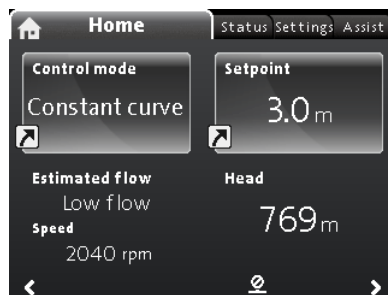 Home Status Settings Assist
Control mode
Constant curve
Setpoint
3.0 m
Estimated flow
Low flow
Speed
2040 rpm
Head
769 m